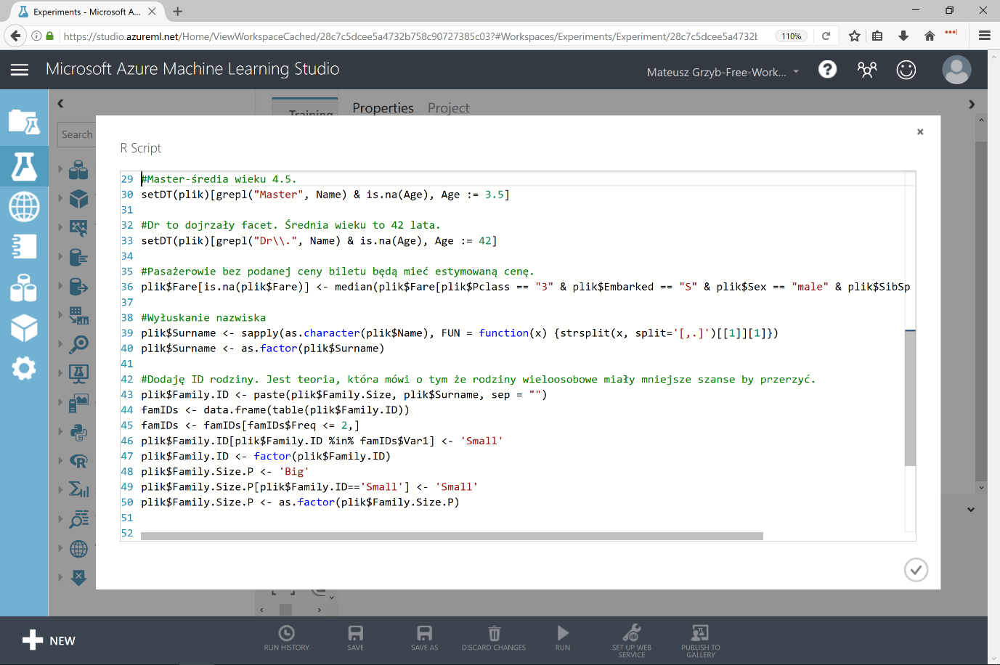 Experiments - Microsoft A...
https://studio.azureml.net/Home/ViewWorkspaceCached/28c7c5dcee5a4732b758c90727385c03?#Workspaces/Experiments/Experiment/28c7c5dcee5a4732b
110%
Microsoft Azure Machine Learning Studio
Mateusz Grzyb-Free-Work...
Training
Properties
Project
Search
R Script
29 #Master-średia wieku 4.5.
30 setDT(plik)[grepl("Master", Name) & is.na(Age), Age := 3.5]
31
32 #Dr to dojrzały facet. Średnia wieku to 42 lata.
33 setDT(plik)[grepl("Dr\\.", Name) & is.na(Age), Age := 42]
34
35 #Pasażerowie bez podanej ceny biletu będą mieć estymowaną cenę.
36 plik$Fare[is.na(plik$Fare)] <- median(plik$Fare[plik$Pclass == "3" & plik$Embarked == "S" & plik$Sex == "male" & plik$SibSp
37
38 #Wyłuskanie nazwiska
39 plik$Surname <- sapply(as.character(plik$Name), FUN = function(x) {strsplit(x, split='[,.]')[[1]][1]})
40 plik$Surname <- as.factor(plik$Surname)
41
42 #Dodaję ID rodziny. Jest teoria, która mówi o tym że rodziny wieloosobowe miały mniejsze szanse by przerzyć.
43 plik$Family.ID <- paste(plik$Family.Size, plik$Surname, sep = "")
44 famIDs <- data.frame(table(plik$Family.ID))
45 famIDs <- famIDs[famIDs$Freq <= 2,]
46 plik$Family.ID[plik$Family.ID %in% famIDs$Var1] <- 'Small'
47 plik$Family.ID <- factor(plik$Family.ID)
48 plik$Family.Size.P <- 'Big'
49 plik$Family.Size.P[plik$Family.ID=='Small'] <- 'Small'
50 plik$Family.Size.P <- as.factor(plik$Family.Size.P)
51
52
NEW
RUN HISTORY
SAVE
SAVE AS
DISCARD CHANGES
RUN
SET UP WEB
SERVICE
PUBLISH TO
GALLERY